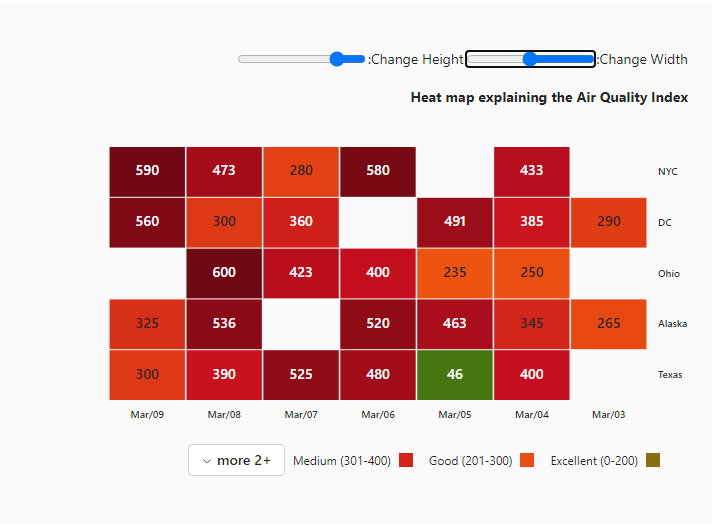 :Change Height :Change Width
Heat map explaining the Air Quality Index
590 473 280 580 433 NYC
560 300 360 491 385 290 DC
600 423 400 235 250 Ohio
325 536 520 463 345 265 Alaska
300 390 525 480 46 400 Texas
Mar/09 Mar/08 Mar/07 Mar/06 Mar/05 Mar/04 Mar/03
more 2+ Medium (301-400) Good (201-300) Excellent (0-200)